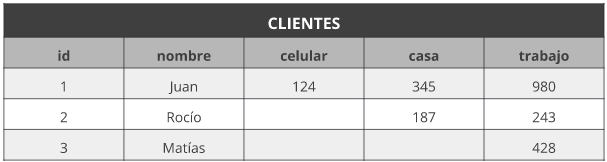 CLIENTES
id nombre celular casa trabajo
1 Juan 124 345 980
2 Rocío 187 243
3 Matías 428